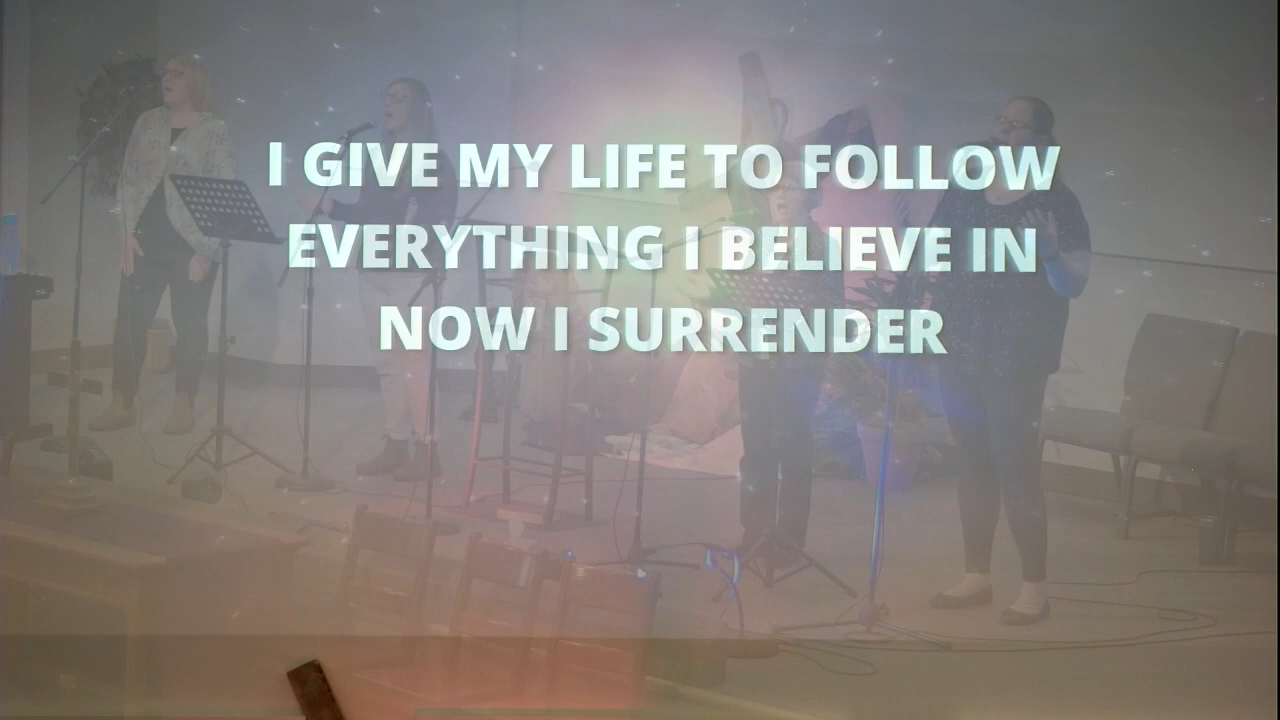 I GIVE MY LIFE TO FOLLOW
EVERYTHING I BELIEVE IN
NOW I SURRENDER